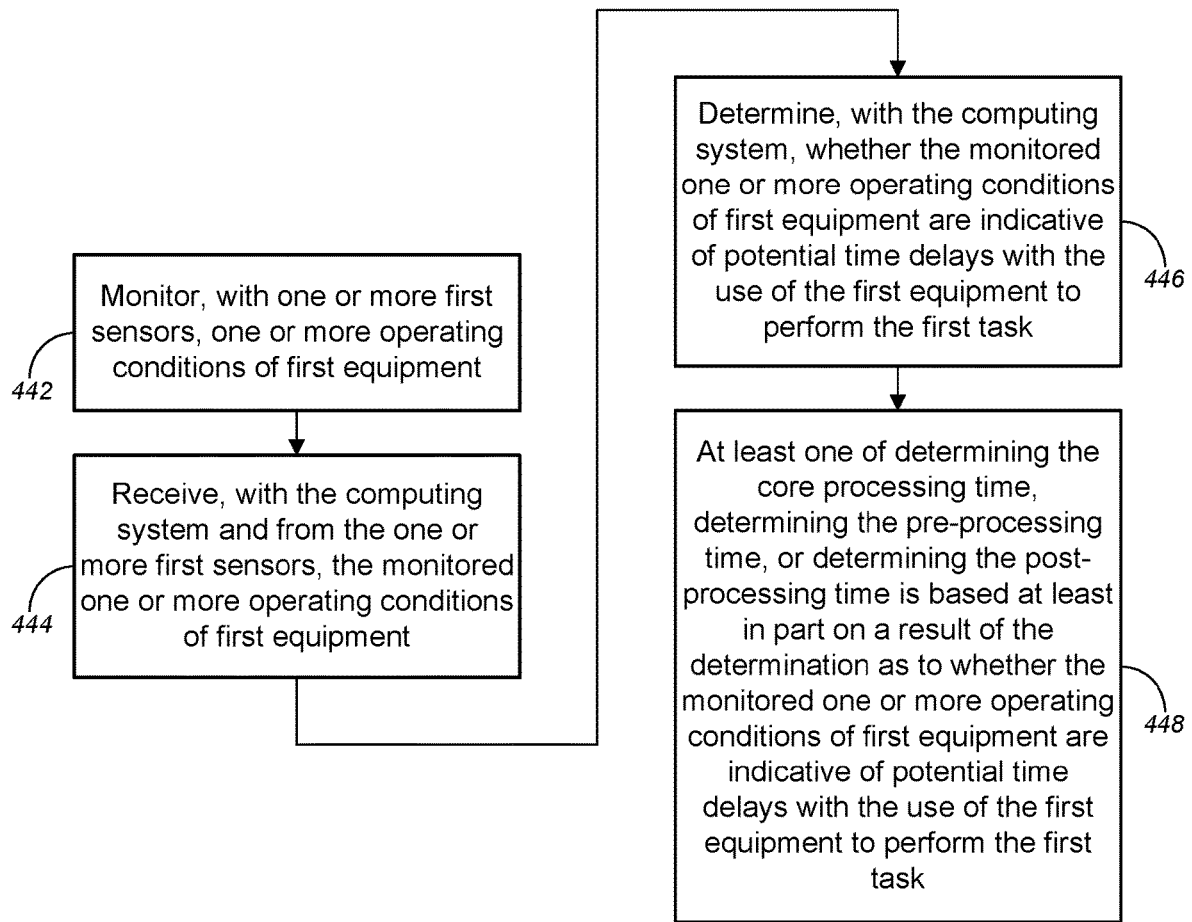 Monitor, with one or more first
sensors, one or more operating
conditions of first equipment
442
Receive, with the computing
system and from the one or
more first sensors, the monitored
one or more operating conditions
of first equipment
444
Determine, with the computing
system, whether the monitored
one or more operating conditions
of first equipment are indicative
of potential time delays with the
use of the first equipment to
perform the first task
446
At least one of determining the
core processing time,
determining the pre-processing
time, or determining the post-
processing time is based at least
in part on a result of the
determination as to whether the
monitored one or more operating
conditions of first equipment are
indicative of potential time
delays with the use of the first
equipment to perform the first
task
448